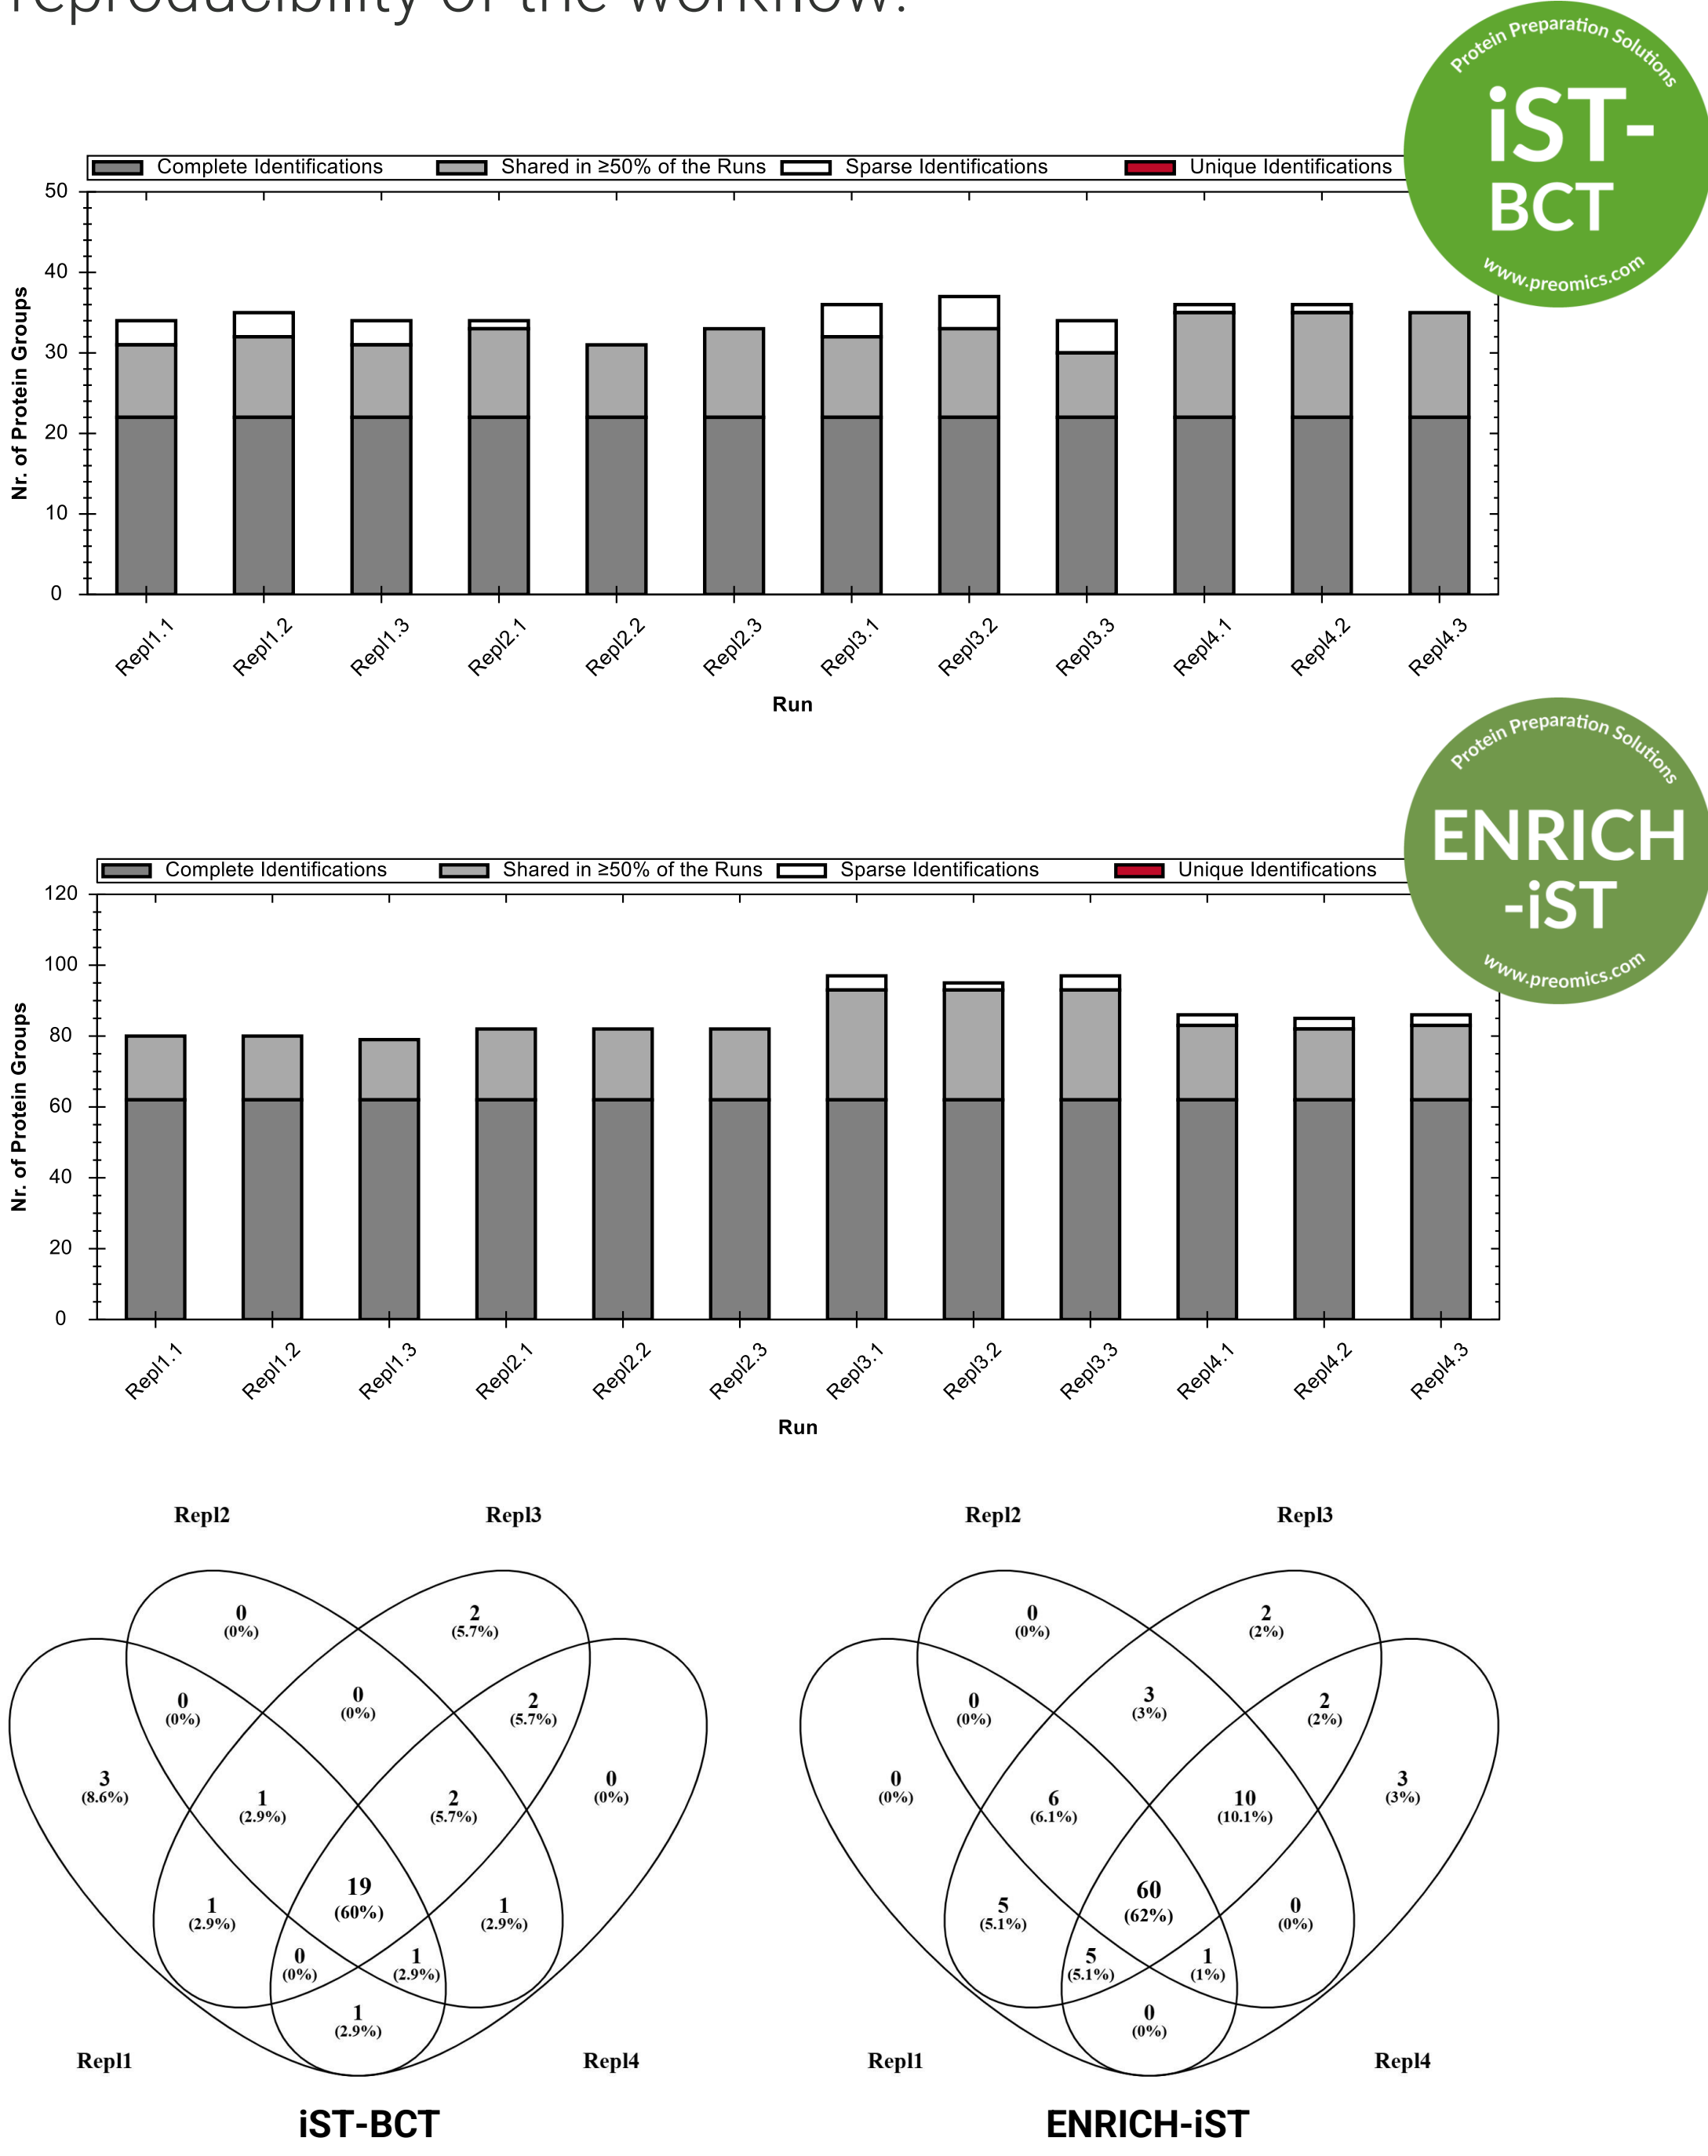 reproducibility of the workflow.
Protein Preparation Solutions
iST-
BCT
www.preomics.com
Complete Identifications Shared in ≥50% of the Runs Sparse Identifications Unique Identifications
Nr. of Protein Groups
50
40
30
20
10
0
Repl1.1 Repl1.2 Repl1.3 Repl2.1 Repl2.2 Repl2.3 Repl3.1 Repl3.2 Repl3.3 Repl4.1 Repl4.2 Repl4.3
Run
Protein Preparation Solutions
ENRICH
-iST
www.preomics.com
Complete Identifications Shared in ≥50% of the Runs Sparse Identifications Unique Identifications
Nr. of Protein Groups
120
100
80
60
40
20
0
Repl1.1 Repl1.2 Repl1.3 Repl2.1 Repl2.2 Repl2.3 Repl3.1 Repl3.2 Repl3.3 Repl4.1 Repl4.2 Repl4.3
Run
Repl2 Repl3
0 2
(0%) (5.7%)
0 0 2
(0%) (0%) (5.7%)
3 0
(8.6%) (0%)
1 2
(2.9%) (5.7%)
19
(60%)
1 1
(2.9%) (2.9%)
0 1
(0%) (2.9%)
1
(2.9%)
Repl1 Repl4
iST-BCT
Repl2 Repl3
0 2
(0%) (2%)
0 3 2
(0%) (3%) (2%)
0 3
(0%) (3%)
6 10
(6.1%) (10.1%)
60
(62%)
5 0
(5.1%) (0%)
5 1
(5.1%) (1%)
0
(0%)
Repl1 Repl4
ENRICH-iST